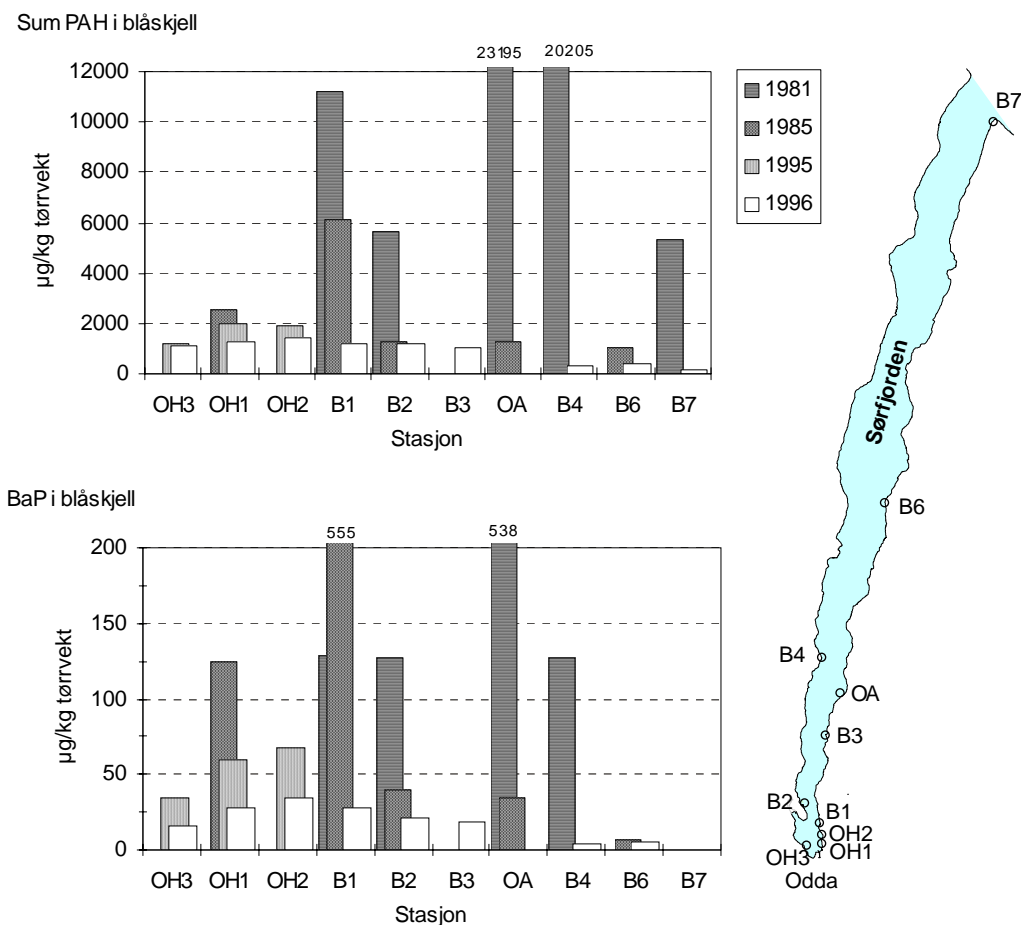 Sum PAH i blåskjell
23195
20205
12000
10000
8000
6000
4000
2000
0
µg/kg tørrvekt
OH3 OH1 OH2 B1 B2 B3 OA B4 B6 B7
Stasjon
1981
1985
1995
1996
BaP i blåskjell
555
538
200
150
100
50
0
µg/kg tørrvekt
OH3 OH1 OH2 B1 B2 B3 OA B4 B6 B7
Stasjon
B7
Sørfjorden
B6
B4
OA
B3
B2
B1
OH2
OH3
OH1
Odda